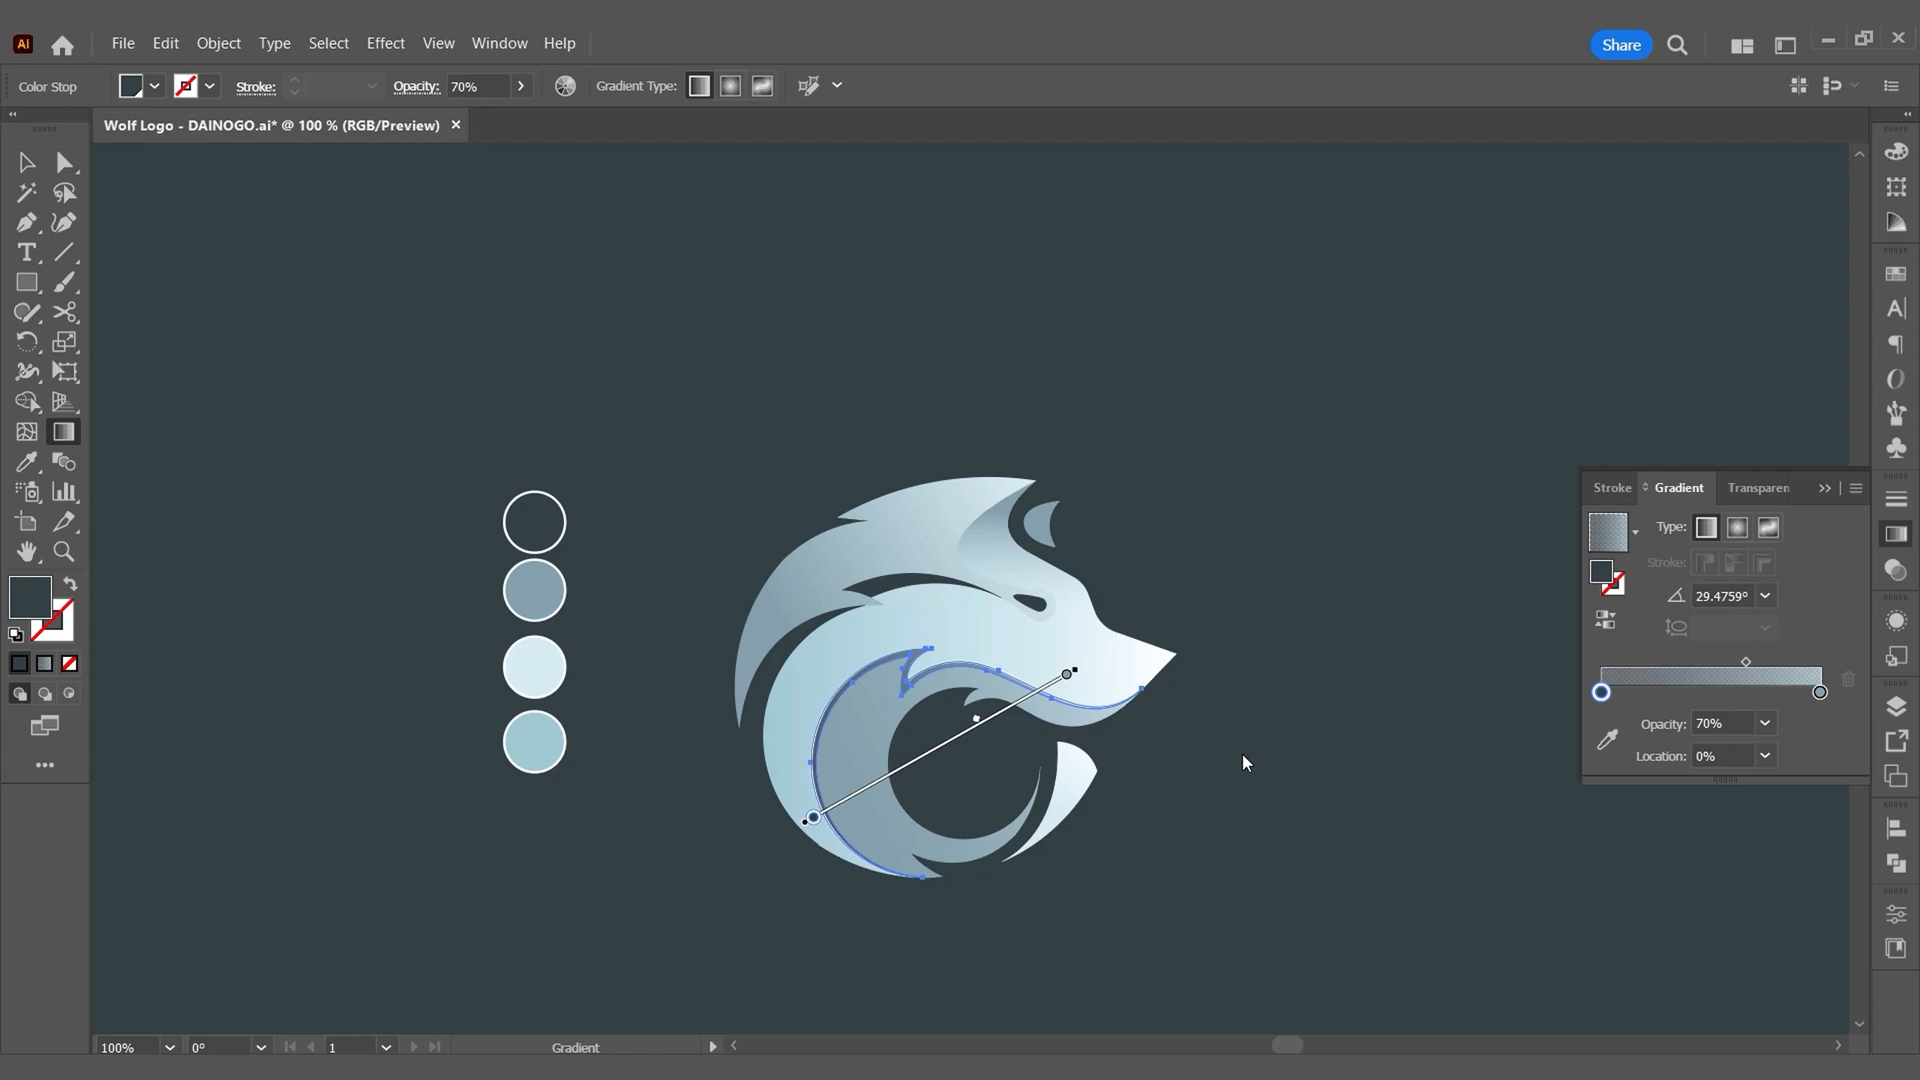 Ai File Edit Object Type Select Effect View Window Help Share
Color Stop Stroke: Opacity: 70% Gradient Type:
Wolf Logo - DAINOGO.ai* @ 100 % (RGB/Preview)
Stroke Gradient Transparen
Type:
Stroke:
29.4759°
Opacity: 70%
Location: 0%
100% 0° 1 Gradient